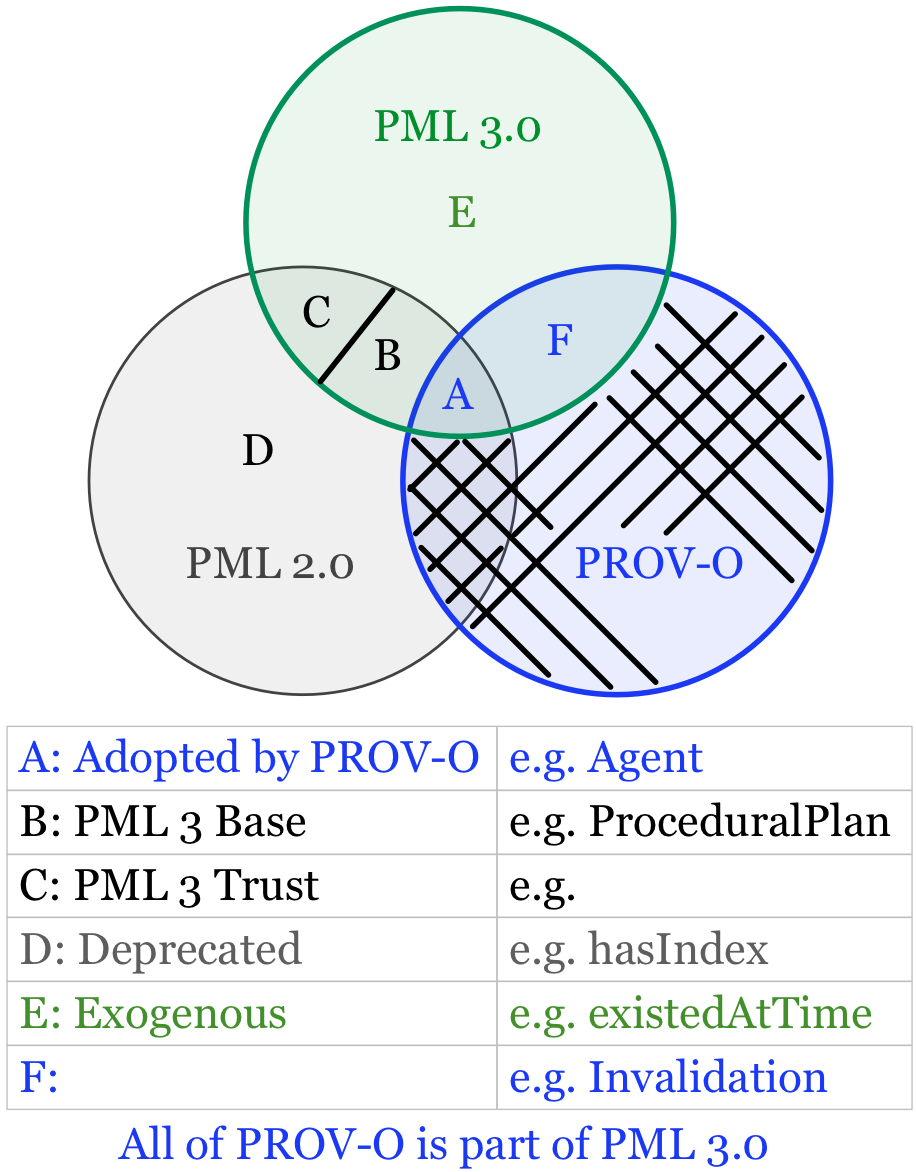 PML 3.0
E
C
B
F
A
D
PML 2.0
PROV-O
A: Adopted by PROV-O e.g. Agent
B: PML 3 Base e.g. ProceduralPlan
C: PML 3 Trust e.g.
D: Deprecated e.g. hasIndex
E: Exogenous e.g. existedAtTime
F: e.g. Invalidation
All of PROV-O is part of PML 3.0